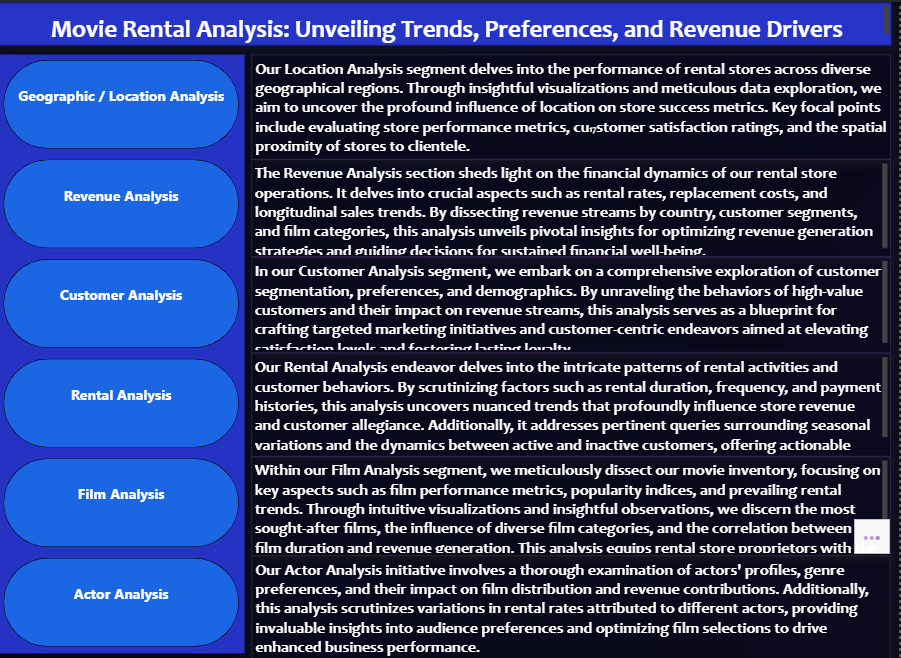 Movie Rental Analysis: Unveiling Trends, Preferences, and Revenue Drivers
Geographic / Location Analysis
Our Location Analysis segment delves into the performance of rental stores across diverse
geographical regions. Through insightful visualizations and meticulous data exploration, we
aim to uncover the profound influence of location on store success metrics. Key focal points
include evaluating store performance metrics, customer satisfaction ratings, and the spatial
proximity of stores to clientele.
Revenue Analysis
The Revenue Analysis section sheds light on the financial dynamics of our rental store
operations. It delves into crucial aspects such as rental rates, replacement costs, and
longitudinal sales trends. By dissecting revenue streams by country, customer segments,
and film categories, this analysis unveils pivotal insights for optimizing revenue generation
strategies and guiding decisions for sustained financial well-being.
Customer Analysis
In our Customer Analysis segment, we embark on a comprehensive exploration of customer
segmentation, preferences, and demographics. By unraveling the behaviors of high-value
customers and their impact on revenue streams, this analysis serves as a blueprint for
crafting targeted marketing initiatives and customer-centric endeavors aimed at elevating
satisfaction levels and fostering lasting loyalty.
Rental Analysis
Our Rental Analysis endeavor delves into the intricate patterns of rental activities and
customer behaviors. By scrutinizing factors such as rental duration, frequency, and payment
histories, this analysis uncovers nuanced trends that profoundly influence store revenue
and customer allegiance. Additionally, it addresses pertinent queries surrounding seasonal
variations and the dynamics between active and inactive customers, offering actionable
Film Analysis
Within our Film Analysis segment, we meticulously dissect our movie inventory, focusing on
key aspects such as film performance metrics, popularity indices, and prevailing rental
trends. Through intuitive visualizations and insightful observations, we discern the most
sought-after films, the influence of diverse film categories, and the correlation between
film duration and revenue generation. This analysis equips rental store proprietors with
Actor Analysis
Our Actor Analysis initiative involves a thorough examination of actors' profiles, genre
preferences, and their impact on film distribution and revenue contributions. Additionally,
this analysis scrutinizes variations in rental rates attributed to different actors, providing
invaluable insights into audience preferences and optimizing film selections to drive
enhanced business performance.